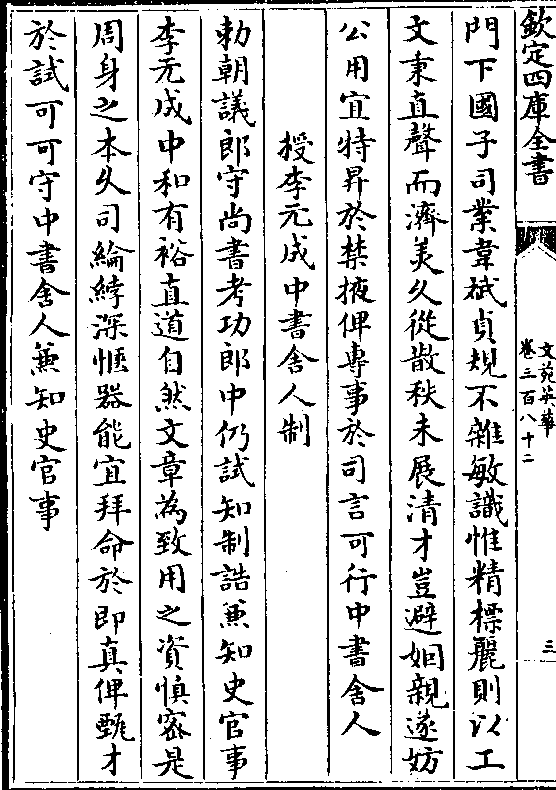 欽定四庫全書
文苑英華
卷三百八十二
三
門下國子司業韋斌貞規不雜敏識惟精標麗則以工
文秉直聲而濟美久從散秩未展清才豈避姻親遂妨
公用宜特昇於禁掖俾專事於司言可行中書舍人
授李元成中書舍人制
勅朝議郎守尚書考功郎中仍試知制誥兼知史官事
李元成中和有裕直道自然文章為致用之資慎宻是
周身之本久司綸綍深愜器能宜拜命於即真俾甄才
於試可可守中書舍人兼知史官事